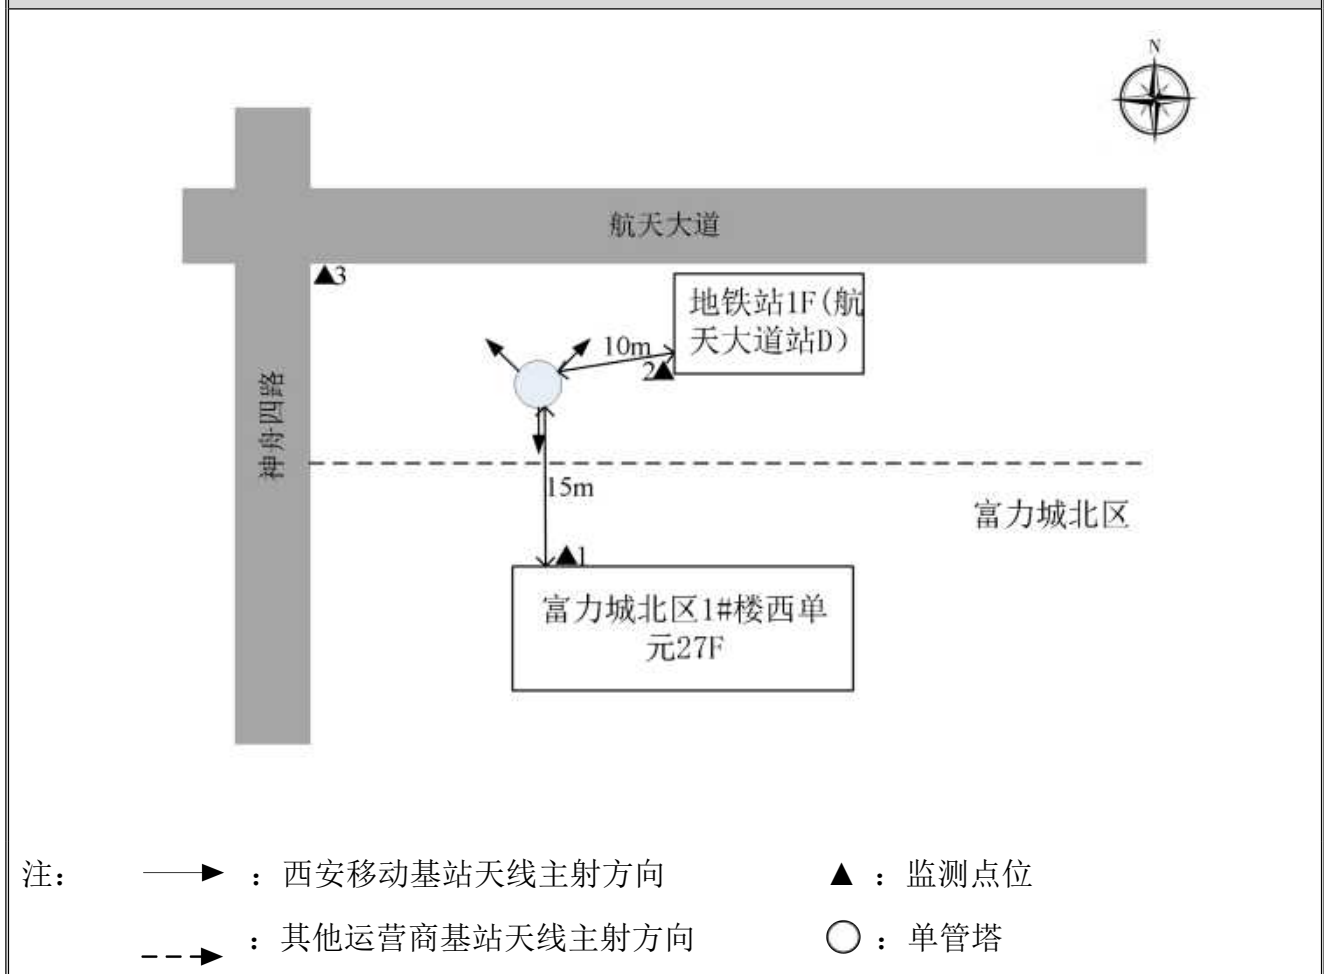 N
航天大道
▲3
地铁站1F(航
天大道站D)
10m
2▲
神舟四路
15m
富力城北区
▲1
富力城北区1#楼西单
元27F
注:
:西安移动基站天线主射方向
▲:监测点位
:其他运营商基站天线主射方向
:单管塔